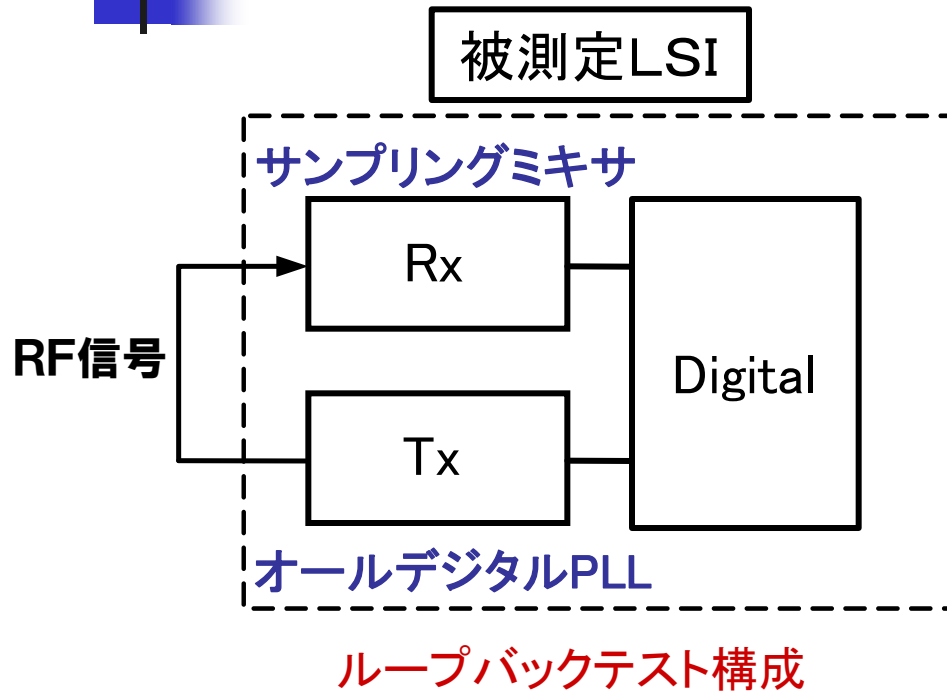 被測定LSI
サンプリングミキサ
Rx
RF信号
Digital
Tx
オールデジタルPLL
ループバックテスト構成